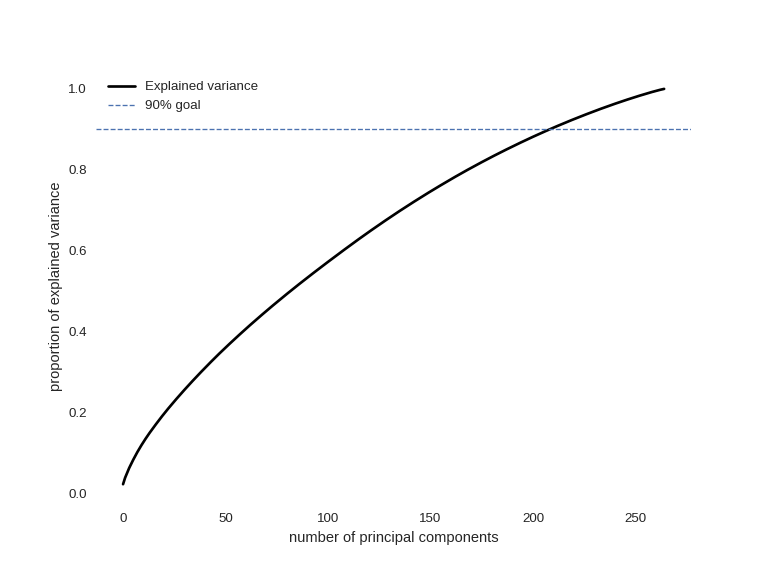 Explained variance
90% goal
1.0
0.8
0.6
0.4
0.2
0.0
proportion of explained variance
0 50 100 150 200 250
number of principal components